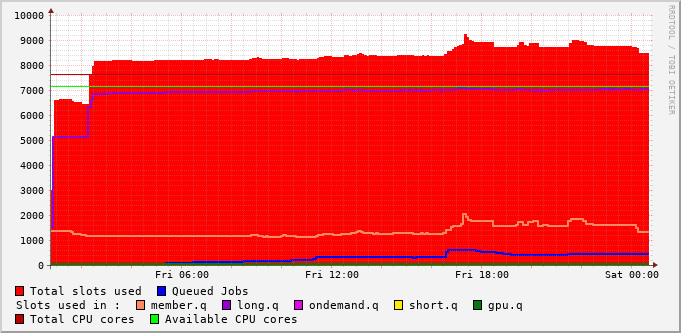 10000
9000
8000
7000
6000
5000
4000
3000
2000
1000
0
Fri 06:00 Fri 12:00 Fri 18:00 Sat 00:00
Total slots used Queued Jobs
Slots used in : member.q long.q ondemand.q short.q gpu.q
Total CPU cores Available CPU cores
RRDTOOL / TOBI OETIKER